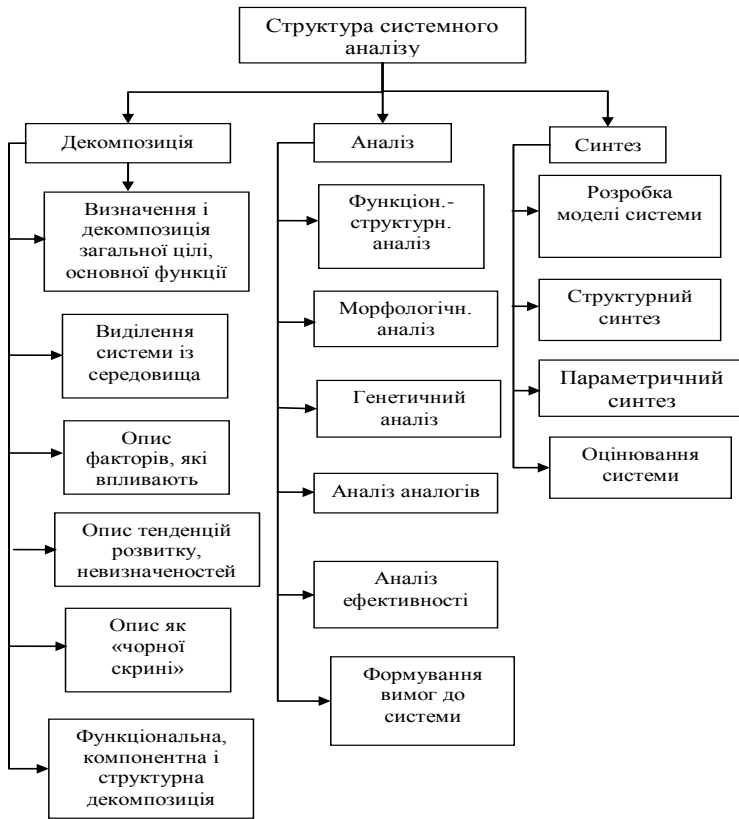 Структура системного
аналізу
Декомпозиція
Визначення і
декомпозиція
загальної цілі,
основної функції
Виділення
системи із
середовища
Опис
факторів, які
впливають
Опис тенденцій
розвитку,
невизначеностей
Опис як
«чорної
скрині»
Функціональна,
компонентна і
структурна
декомпозиція
Аналіз
Функціон.-
структурн.
аналіз
Морфологічн.
аналіз
Генетичний
аналіз
Аналіз аналогів
Аналіз
ефективності
Формування
вимог до
системи
Синтез
Розробка
моделі системи
Структурний
синтез
Параметричний
синтез
Оцінювання
системи